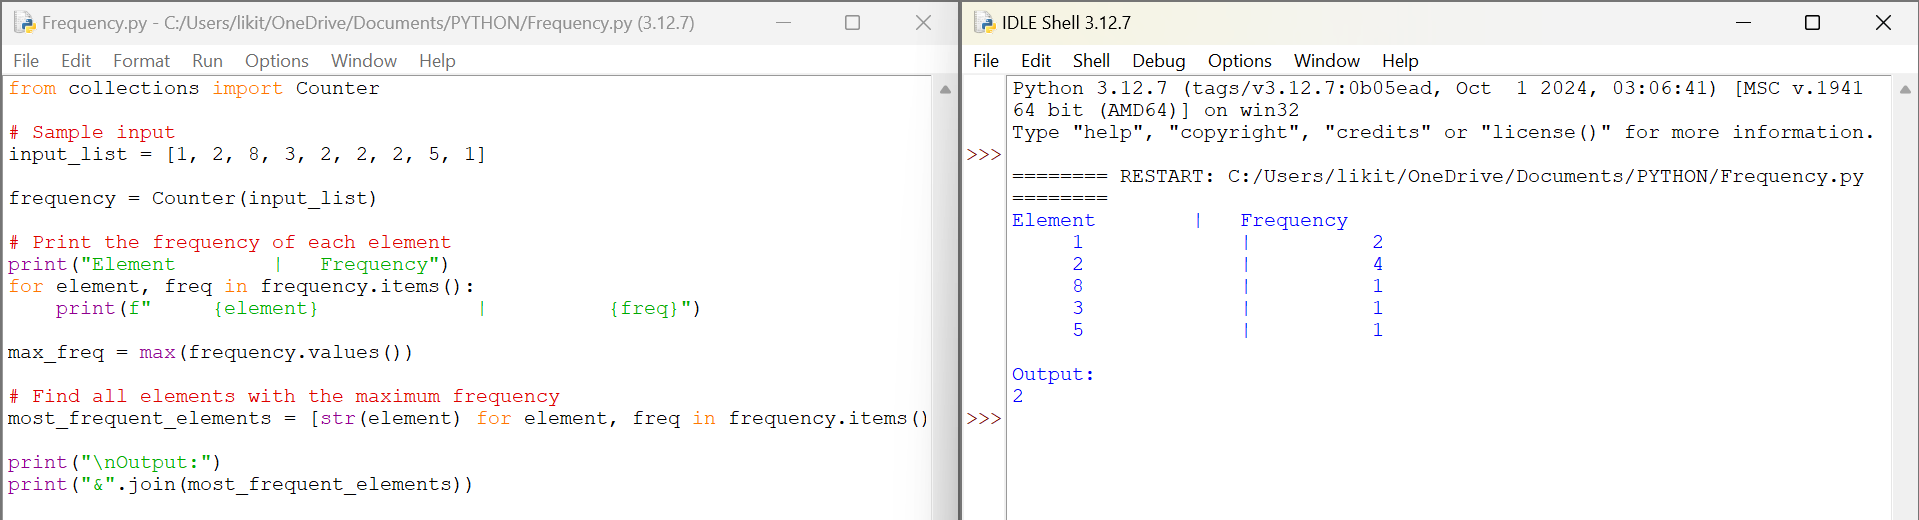 Frequency.py - C:/Users/likit/OneDrive/Documents/PYTHON/Frequency.py (3.12.7)
File Edit Format Run Options Window Help
from collections import Counter
# Sample input
input_list = [1, 2, 8, 3, 2, 2, 2, 5, 1]
frequency = Counter(input_list)
# Print the frequency of each element
print("Element        |   Frequency")
for element, freq in frequency.items():
    print(f"     {element}             |          {freq}")
max_freq = max(frequency.values())
# Find all elements with the maximum frequency
most_frequent_elements = [str(element) for element, freq in frequency.items()
print("\nOutput:")
print("&".join(most_frequent_elements))
IDLE Shell 3.12.7
File Edit Shell Debug Options Window Help
Python 3.12.7 (tags/v3.12.7:0b05ead, Oct  1 2024, 03:06:41) [MSC v.1941
64 bit (AMD64)] on win32
Type "help", "copyright", "credits" or "license()" for more information.
>>>
======== RESTART: C:/Users/likit/OneDrive/Documents/PYTHON/Frequency.py
========
Element        |   Frequency
     1             |          2
     2             |          4
     8             |          1
     3             |          1
     5             |          1
Output:
2
>>>